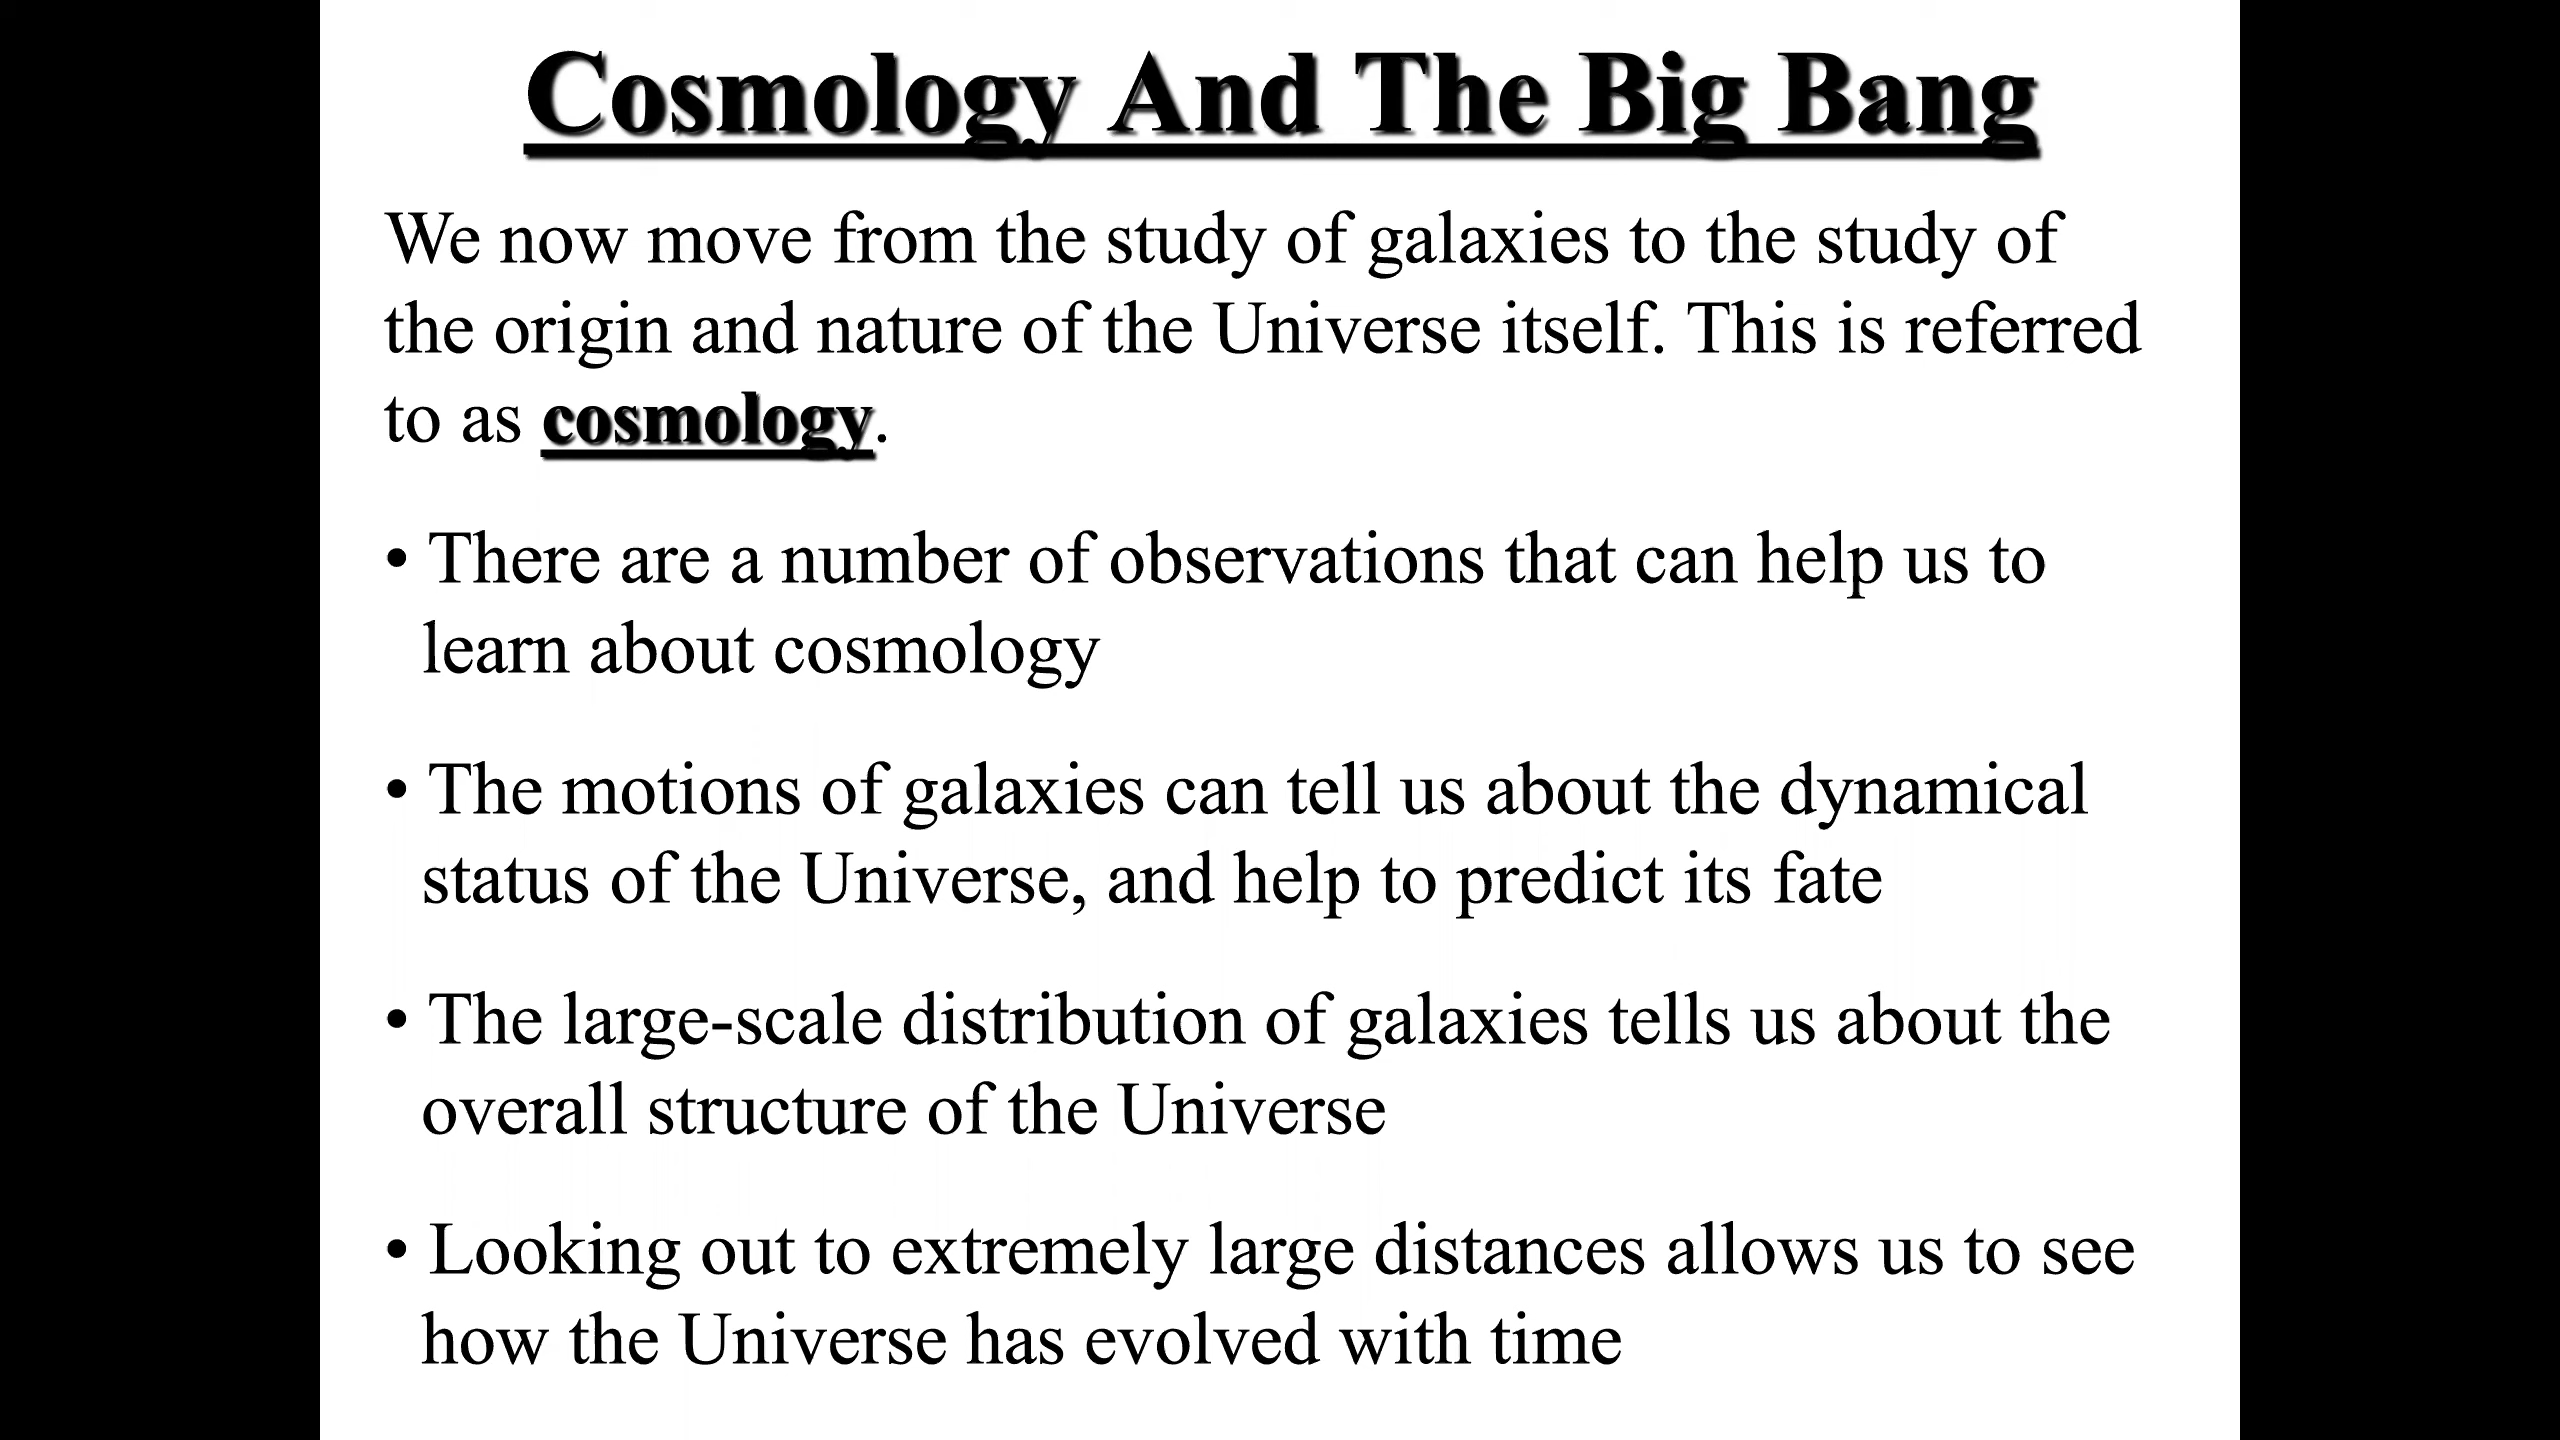 Cosmology And The Big Bang
We now move from the study of galaxies to the study of
the origin and nature of the Universe itself. This is referred
to as cosmology.
• There are a number of observations that can help us to
learn about cosmology
• The motions of galaxies can tell us about the dynamical
status of the Universe, and help to predict its fate
• The large-scale distribution of galaxies tells us about the
overall structure of the Universe
• Looking out to extremely large distances allows us to see
how the Universe has evolved with time